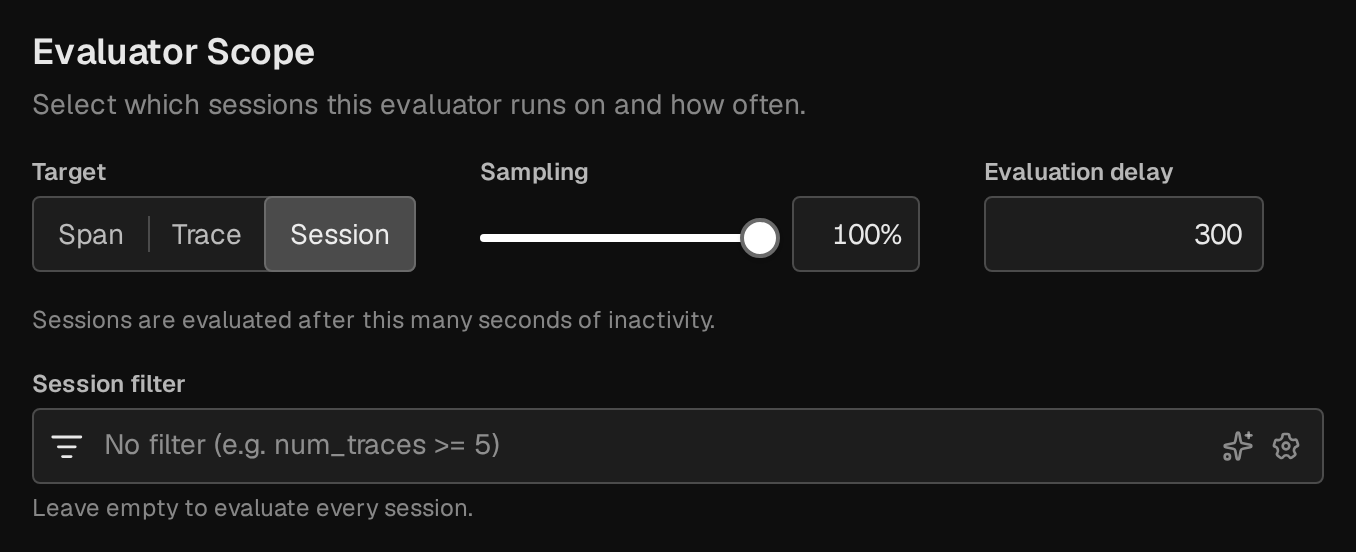 Evaluator Scope
Select which sessions this evaluator runs on and how often.
Target
Sampling
Evaluation delay
Span
Trace
Session
100%
300
Sessions are evaluated after this many seconds of inactivity.
Session filter
No filter (e.g. num_traces >= 5)
Leave empty to evaluate every session.